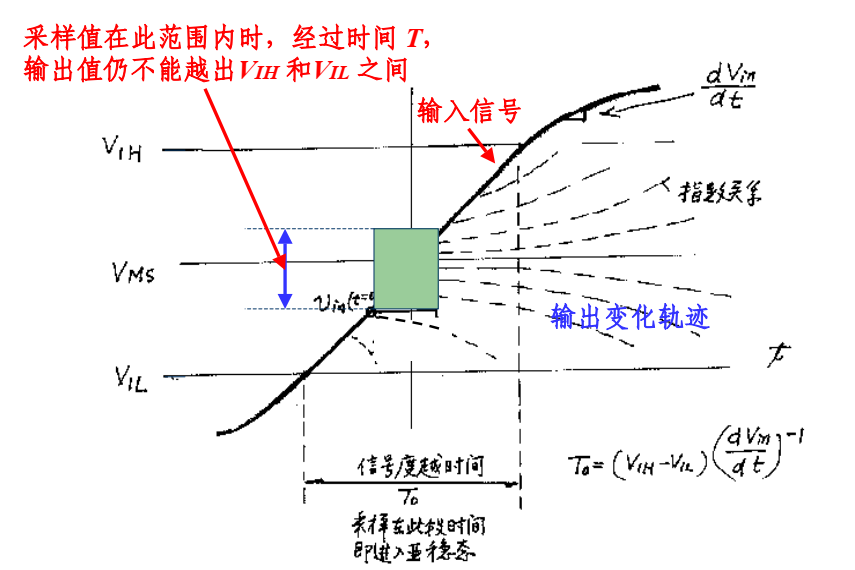 采样值在此范围内时，经过时间 T，
输出值仍不能越出VIH 和VIL 之间
dVin
dt
输入信号
VIH
指数关系
VMS
Vin(t=0
输出变化轨迹
t
VIL
信号度越时间
T0
T0=(VIH-VIL)(dVin/dt)-1
采样在此段时间
即进入亚稳态